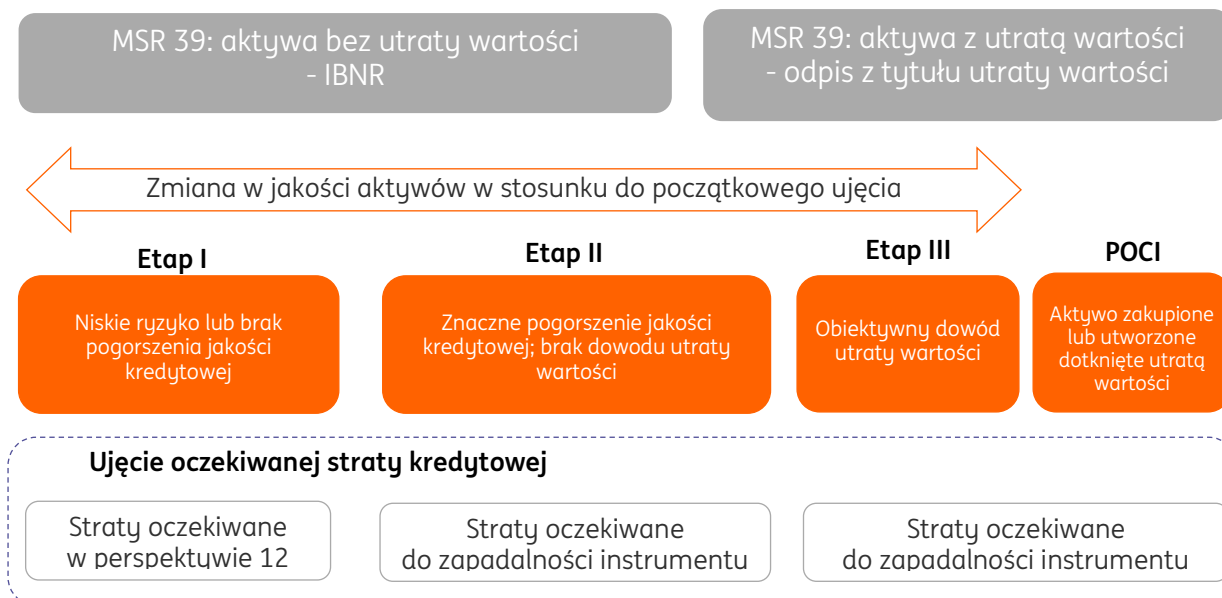 MSR 39: aktywa bez utraty wartości
- IBNR
MSR 39: aktywa z utratą wartości
- odpis z tytułu utraty wartości
Zmiana w jakości aktywów w stosunku do początkowego ujęcia
Etap I
Etap II
Etap III
POCI
Niskie ryzyko lub brak
pogorszenia jakości
kredytowej
Znaczne pogorszenie jakości
kredytowej; brak dowodu utraty
wartości
Obiektywny dowód
utraty wartości
Aktywo zakupione
lub utworzone
dotknięte utratą
wartości
Ujęcie oczekiwanej straty kredytowej
Straty oczekiwane
w perspektywie 12
Straty oczekiwane
do zapadalności instrumentu
Straty oczekiwane
do zapadalności instrumentu